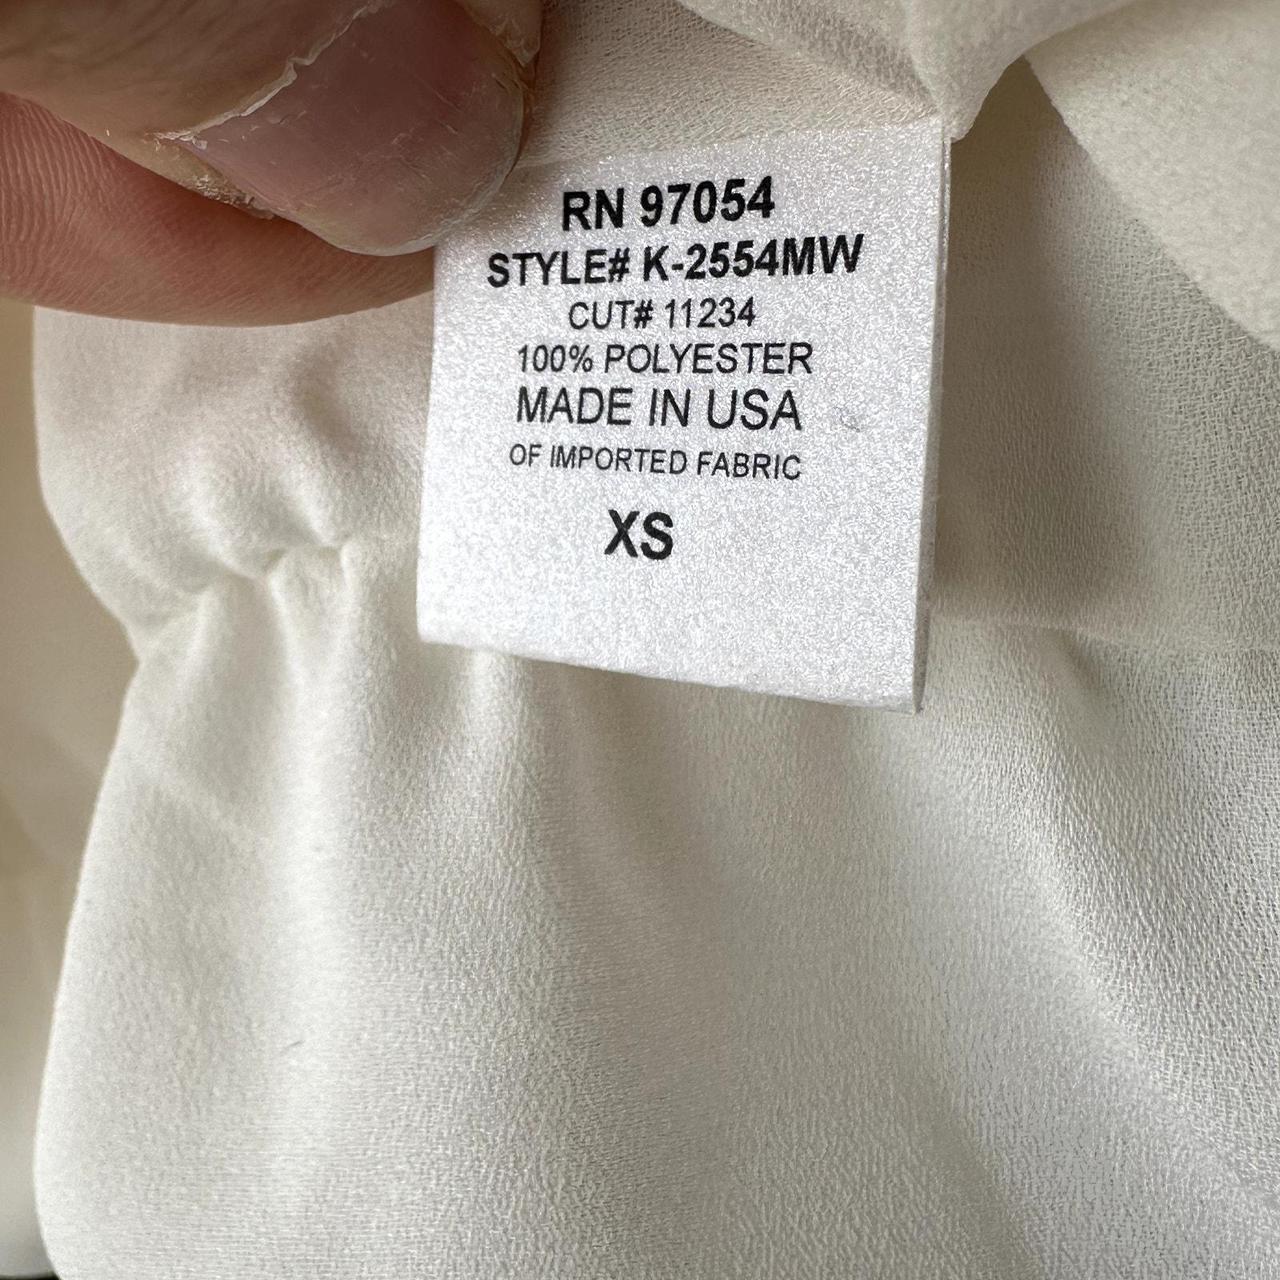 RN 97054
STYLE# K-2554MW
CUT# 11234
100% POLYESTER
MADE IN USA
OF IMPORTED FABRIC
XS